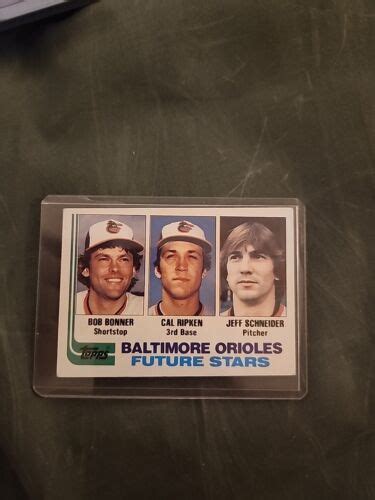 BOB BONNER CAL RIPKEN JEFF SCHNEIDER
Shortstop 3rd Base Pitcher
TOPPS BALTIMORE ORIOLES
FUTURE STARS